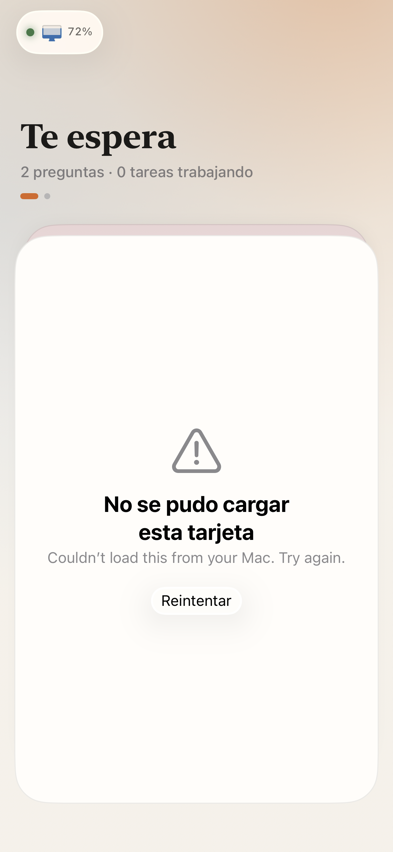 72%
Te espera
2 preguntas · 0 tareas trabajando
No se pudo cargar
esta tarjeta
Couldn’t load this from your Mac. Try again.
Reintentar